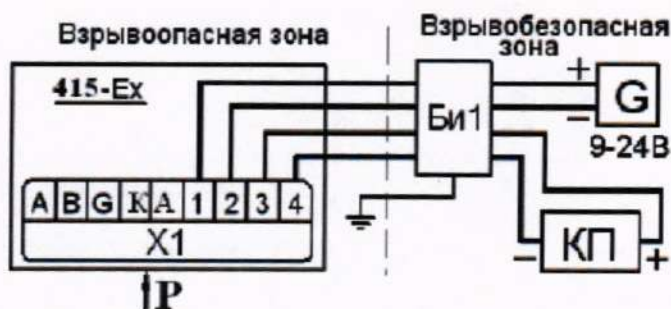 Взрывоопасная зона
Взрывобезопасная
зона
415-Ex
Би1
+
G
−
9-24В
A B G К А 1 2 3 4
X1
− КП +
P